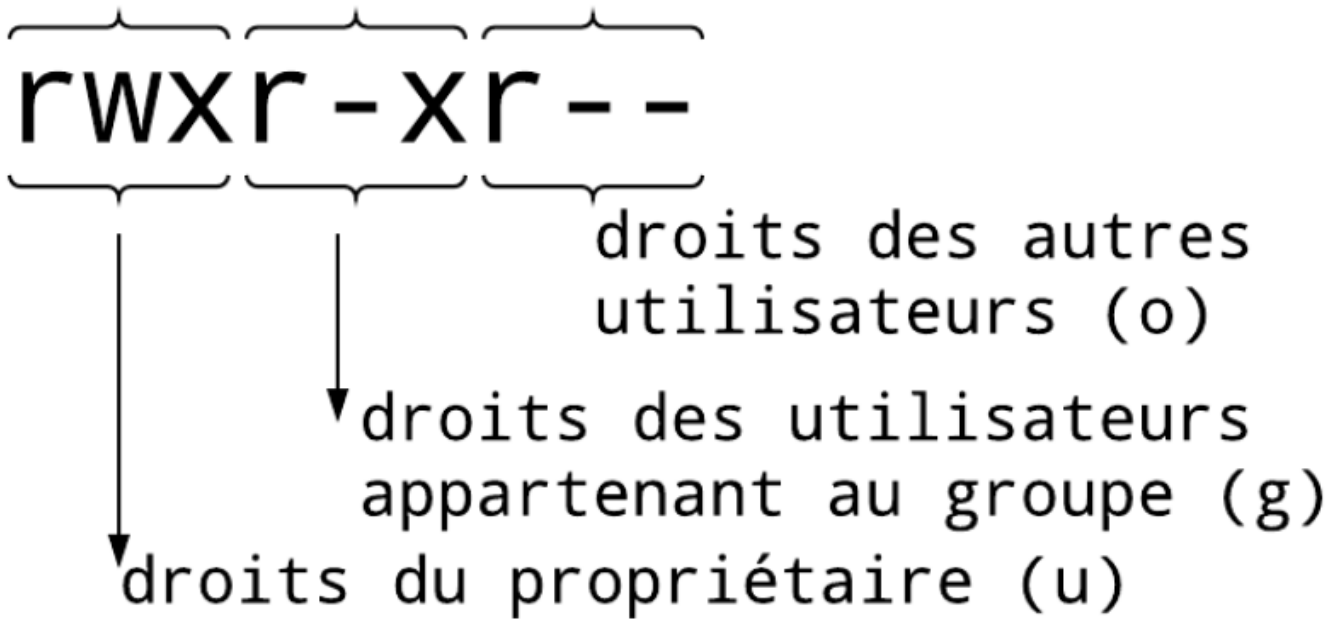 rwxr-xr--
droits des autres
utilisateurs (o)
droits des utilisateurs
appartenant au groupe (g)
droits du propriétaire (u)